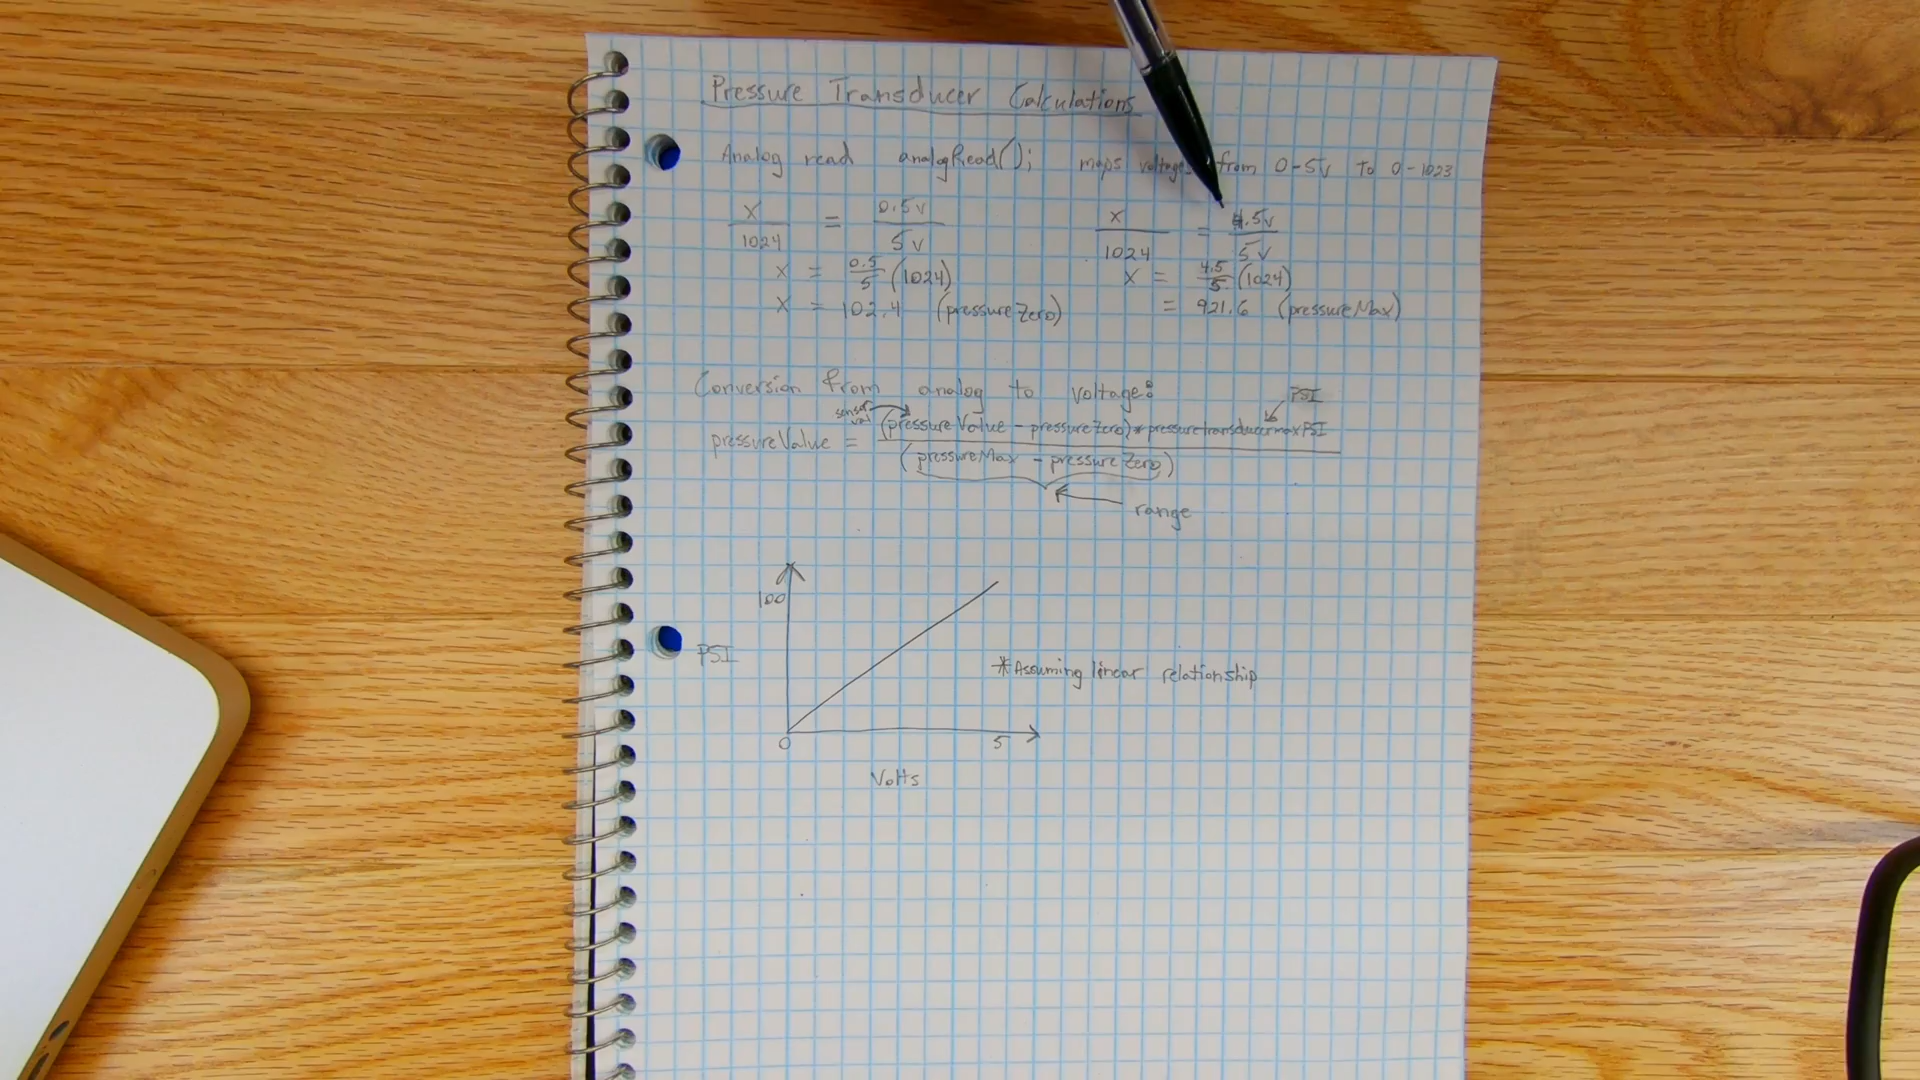 Pressure Transducer Calculations
Analog read analogRead(); maps voltages from 0-5v to 0-1023
x/1024 = 0.5v/5v
x = 0.5/5 (1024)
x = 102.4 (pressureZero)
x/1024 = 4.5v/5v
x = 4.5/5 (1024)
= 921.6 (pressureMax)
Conversion from analog to voltage:
PSI
sensor val
pressureValue = (pressureValue - pressureZero)*pressuretransducermaxPSI
(pressureMax - pressureZero)
range
100
PSI
*Assuming linear relationship
0 5
Volts